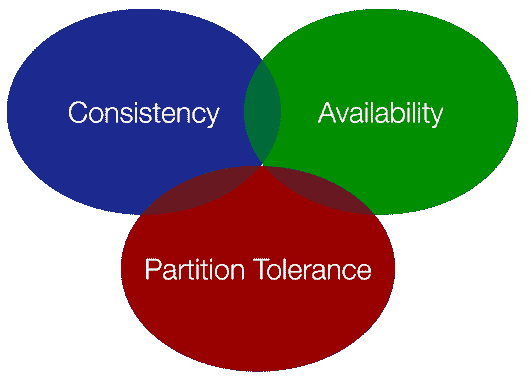 Consistency
Availability
Partition Tolerance